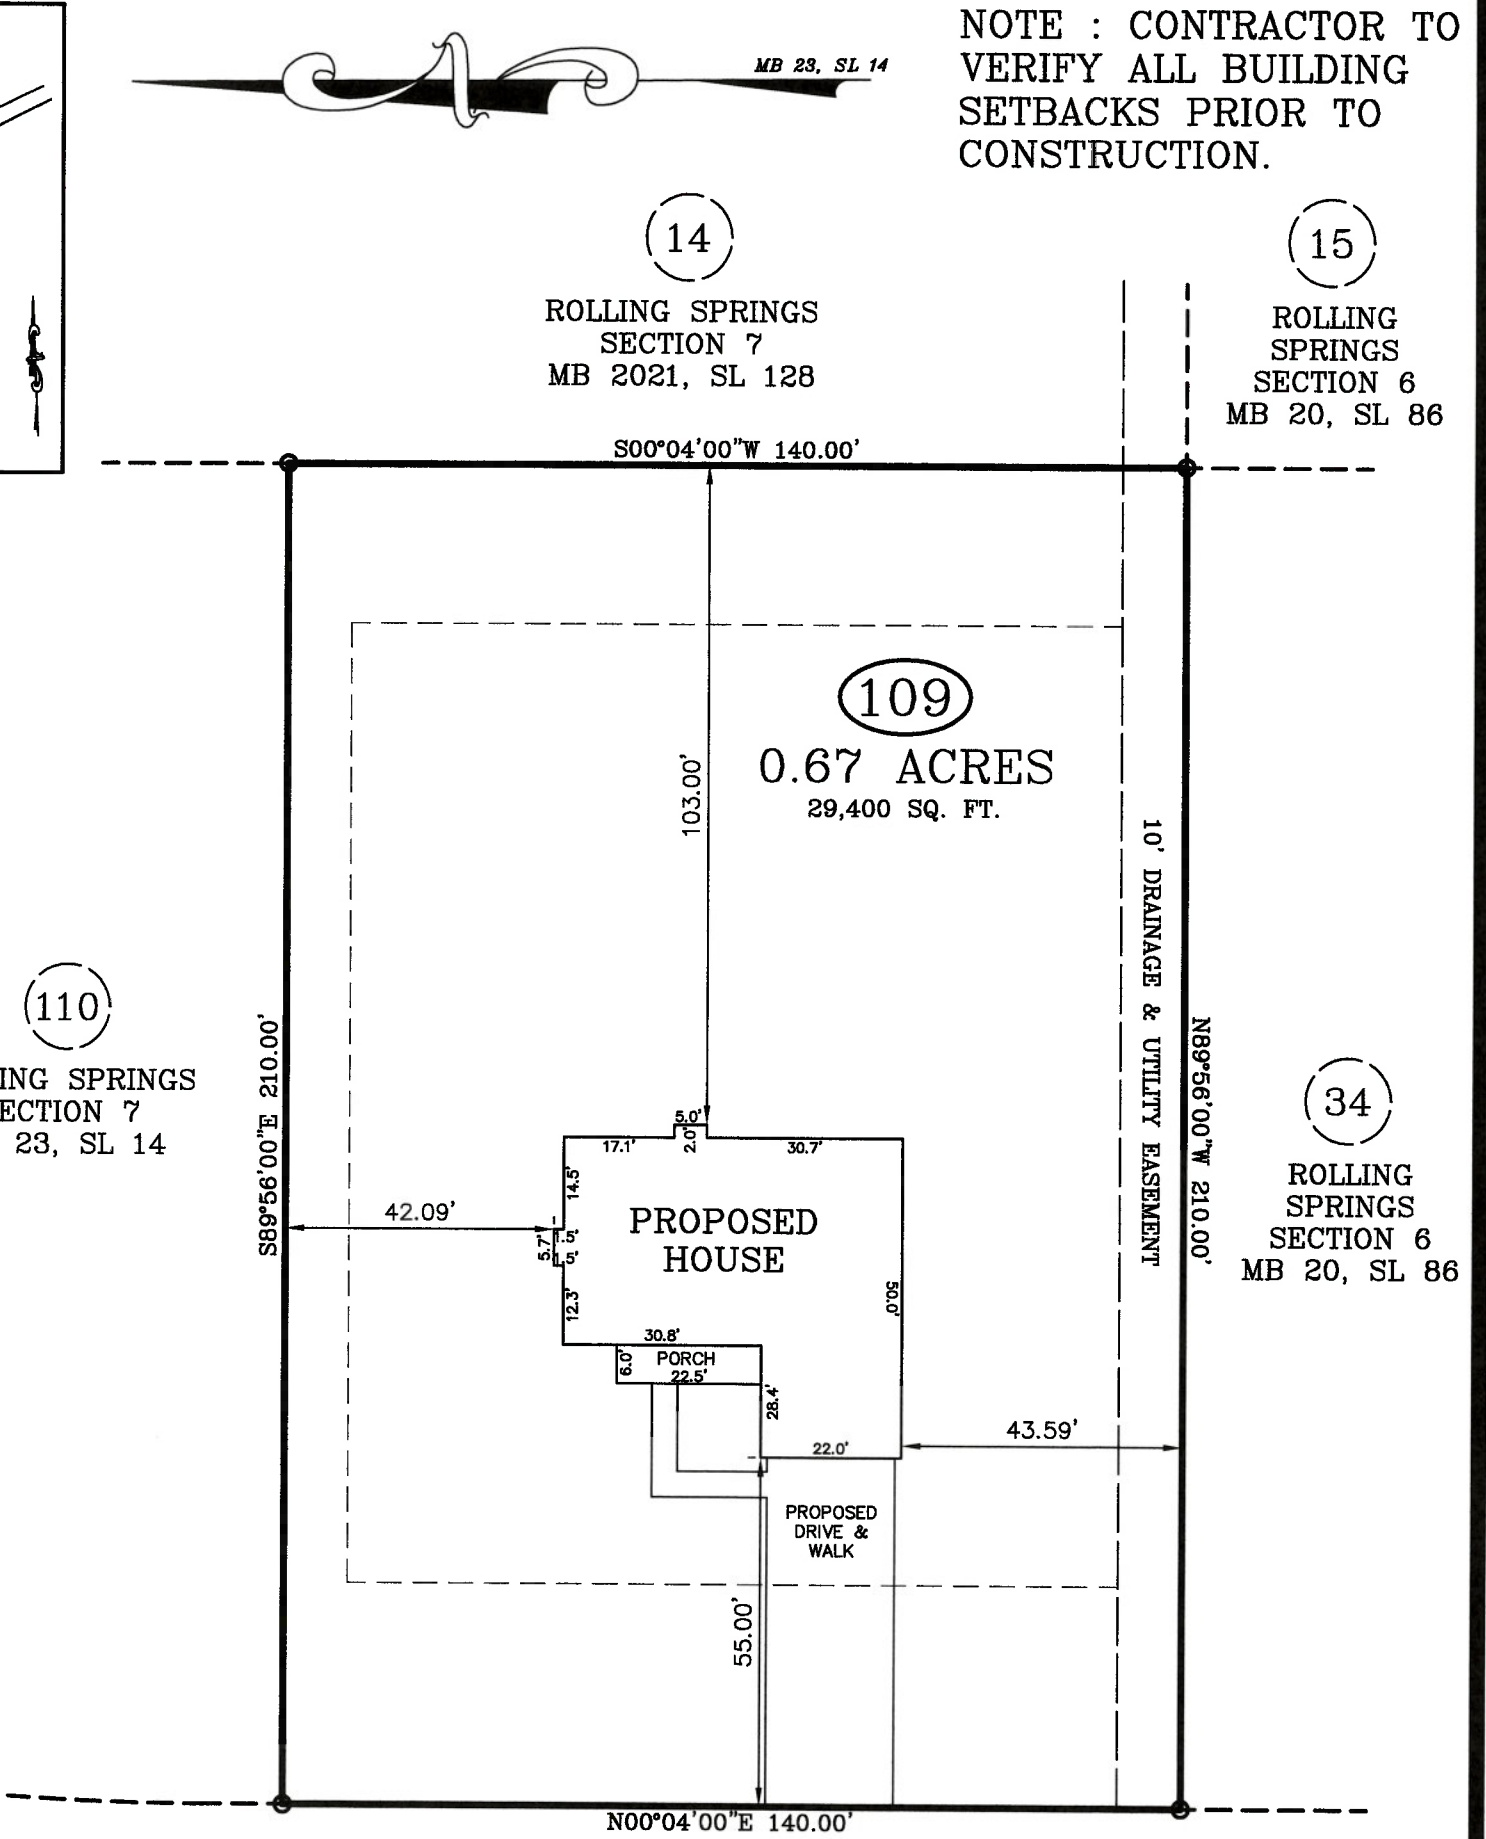 MB 23, SL 14
NOTE : CONTRACTOR TO
VERIFY ALL BUILDING
SETBACKS PRIOR TO
CONSTRUCTION.
14
ROLLING SPRINGS
SECTION 7
MB 2021, SL 128
15
ROLLING
SPRINGS
SECTION 6
MB 20, SL 86
S00°04'00"W 140.00'
109
0.67 ACRES
29,400 SQ. FT.
103.00'
10' DRAINAGE & UTILITY EASEMENT
110
ING SPRINGS
ECTION 7
23, SL 14
S89°56'00"E 210.00'
N89°56'00"W 210.00'
34
ROLLING
SPRINGS
SECTION 6
MB 20, SL 86
5.0'
17.1'
2.0'
30.7'
14.5'
42.09'
PROPOSED
HOUSE
1.5'
5.7'
1.5'
12.3'
50.0'
30.8'
PORCH
6.0'
22.5'
28.4'
22.0'
43.59'
PROPOSED
DRIVE &
WALK
55.00'
N00°04'00"E 140.00'